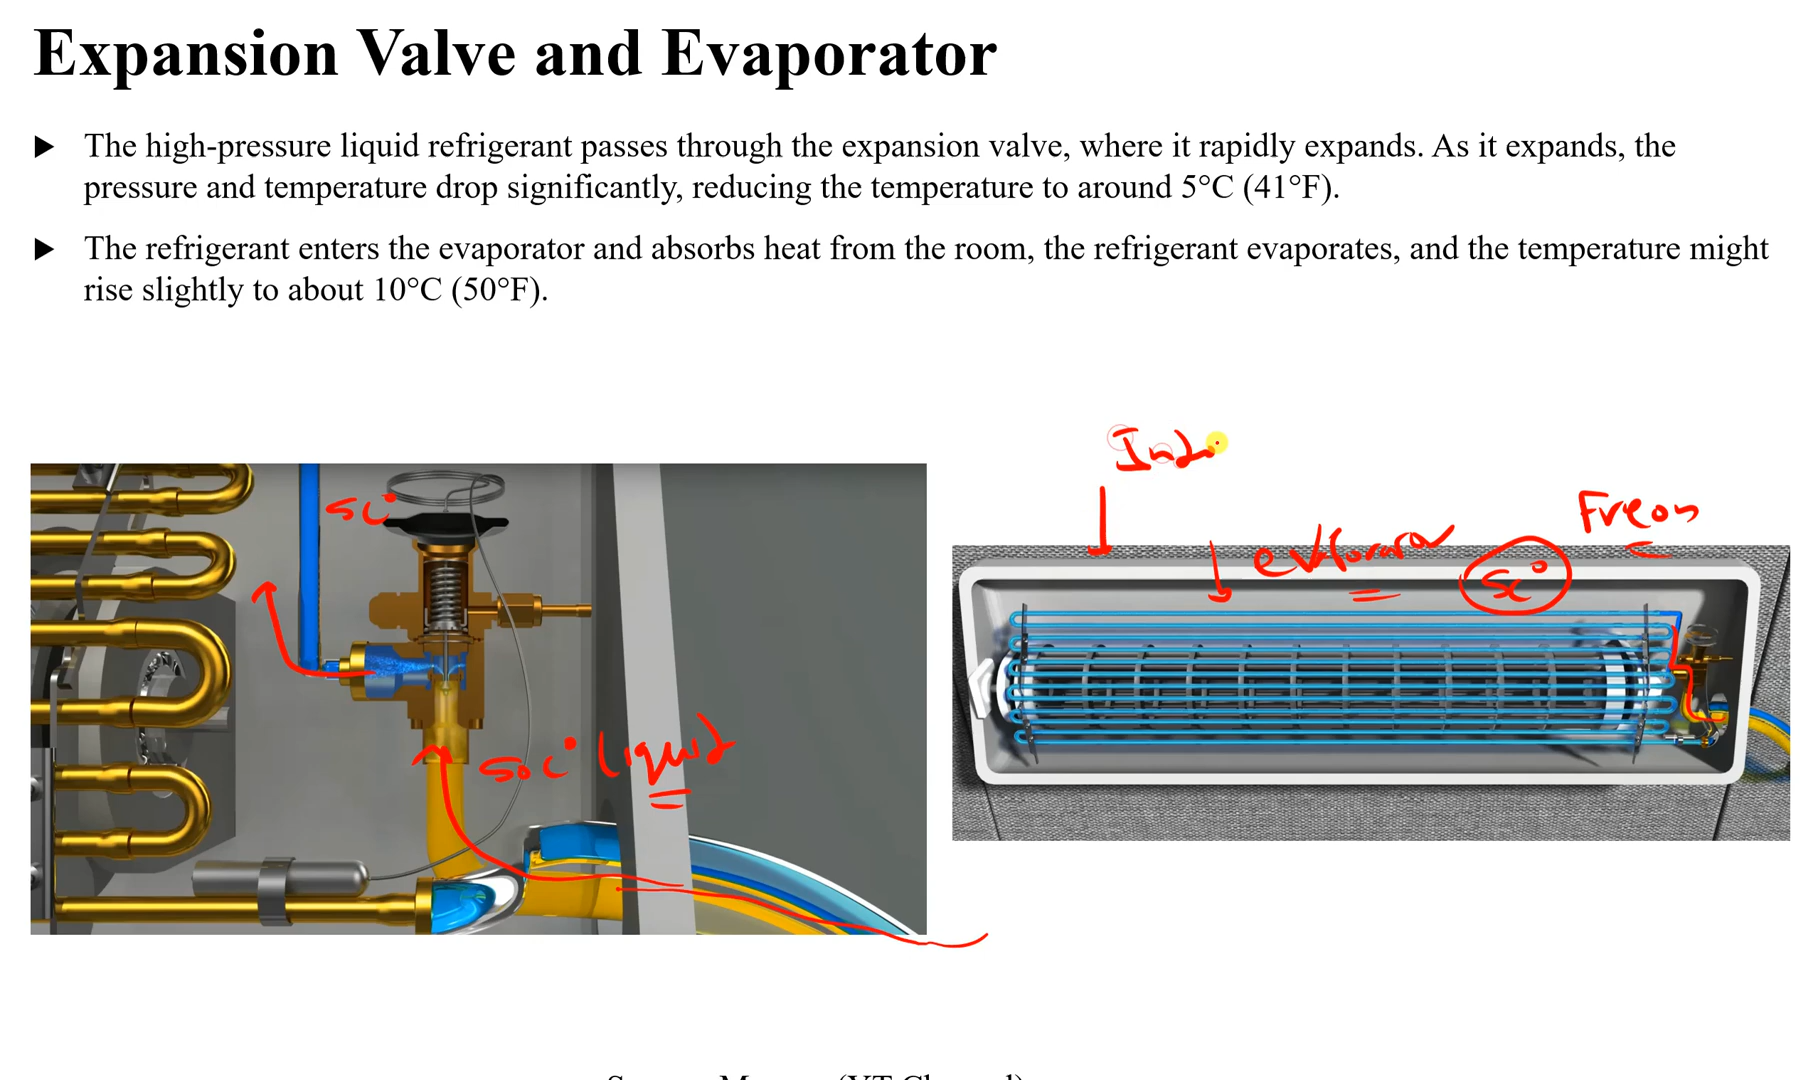 Expansion Valve and Evaporator
The high-pressure liquid refrigerant passes through the expansion valve, where it rapidly expands. As it expands, the
pressure and temperature drop significantly, reducing the temperature to around 5°C (41°F).
The refrigerant enters the evaporator and absorbs heat from the room, the refrigerant evaporates, and the temperature might
rise slightly to about 10°C (50°F).
Indo
Freon
5C°
5C°
50C° liquid